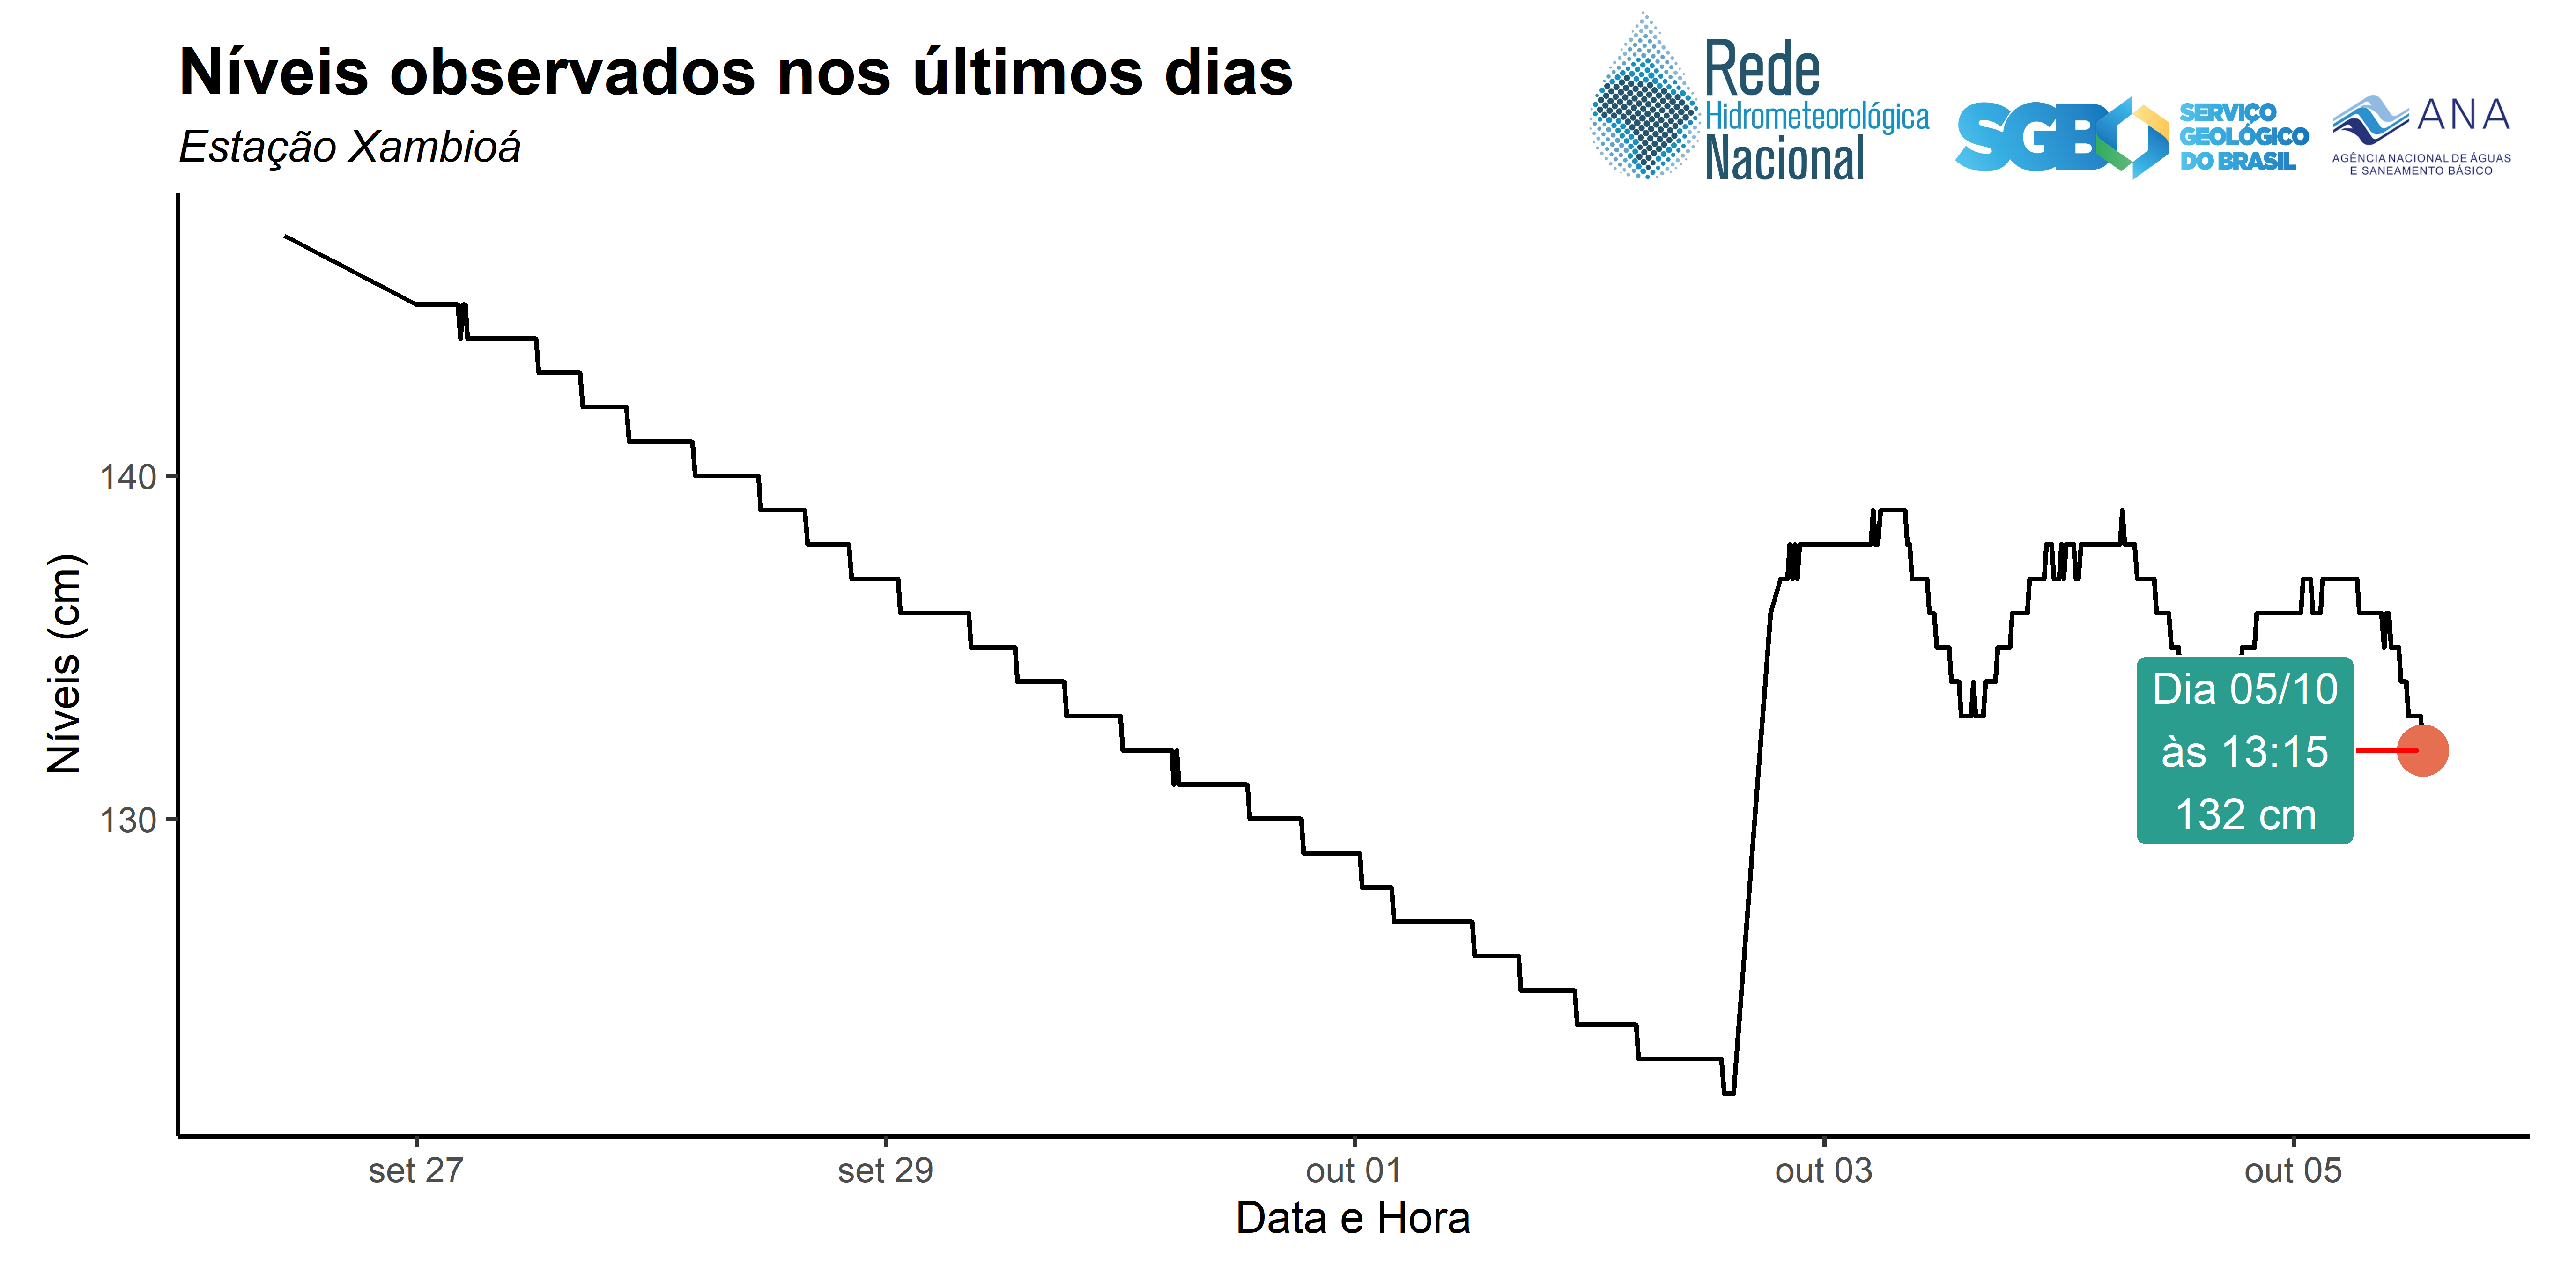 Níveis observados nos últimos dias
Estação Xambioá
Rede
Hidrometeorológica
Nacional
SGB
SERVIÇO
GEOLÓGICO
DO BRASIL
ANA
AGÊNCIA NACIONAL DE ÁGUAS
E SANEAMENTO BÁSICO
Níveis (cm)
140
130
Dia 05/10
às 13:15
132 cm
set 27
set 29
out 01
out 03
out 05
Data e Hora